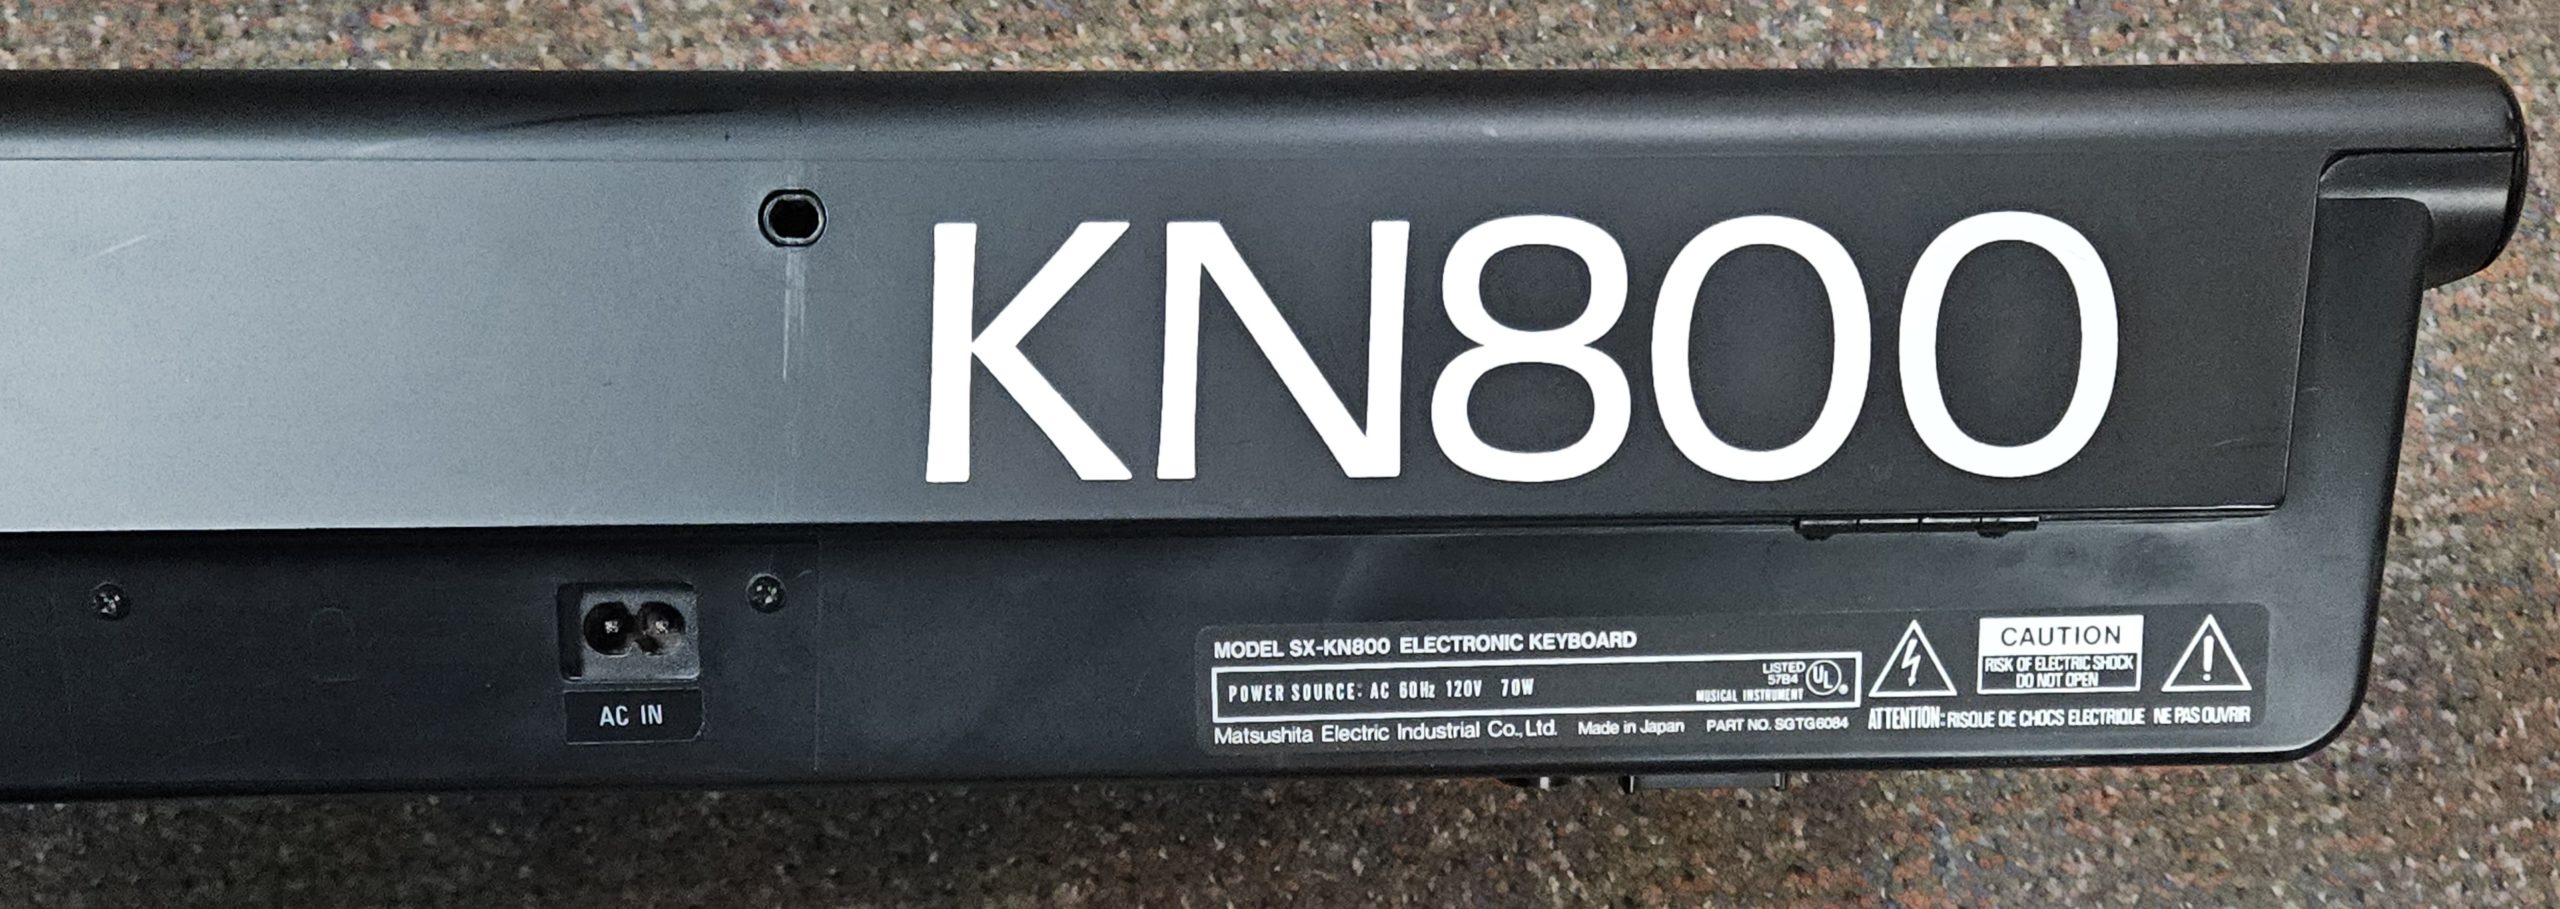 KN800
AC IN
MODEL SX-KN800 ELECTRONIC KEYBOARD
POWER SOURCE: AC 60Hz 120V 70W
LISTED
57B4
MUSICAL INSTRUMENT
UL
®
Matsushita Electric Industrial Co., Ltd. Made in Japan PART NO. SGTG6084
CAUTION
RISK OF ELECTRIC SHOCK
DO NOT OPEN
ATTENTION: RISQUE DE CHOCS ELECTRIQUE NE PAS OUVRIR